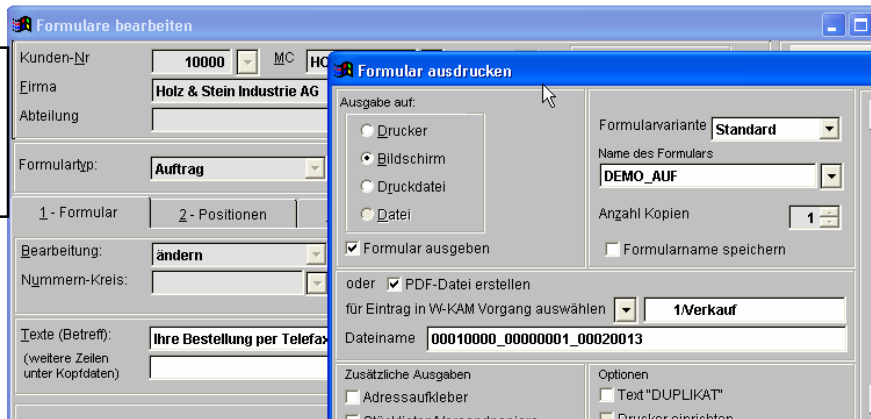 Formulare bearbeiten
Kunden-Nr 10000 MC
Firma Holz & Stein Industrie AG
Abteilung
Formulartyp: Auftrag
1 - Formular 2 - Positionen
Bearbeitung: ändern
Nummern-Kreis:
Texte (Betreff): Ihre Bestellung per Telefax
(weitere Zeilen
unter Kopfdaten)
Formular ausdrucken
Ausgabe auf:
Drucker
Bildschirm
Druckdatei
Datei
Formular ausgeben
Formularvariante Standard
Name des Formulars
DEMO_AUF
Anzahl Kopien 1
Formularname speichern
oder PDF-Datei erstellen
für Eintrag in W-KAM Vorgang auswählen 1/Verkauf
Dateiname 00010000_00000001_00020013
Zusätzliche Ausgaben
Adressaufkleber
Optionen
Text "DUPLIKAT"
Drucker einrichten